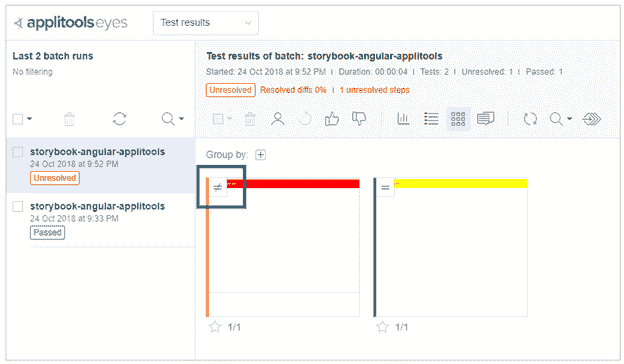 applitools eyes
Test results
Last 2 batch runs
No filtering
Test results of batch: storybook-angular-applitools
Started: 24 Oct 2018 at 9:52 PM | Duration: 00:00:04 | Tests: 2 | Unresolved: 1 | Passed: 1
Unresolved Resolved diffs 0% | 1 unresolved steps
storybook-angular-applitools
24 Oct 2018 at 9:52 PM
Unresolved
storybook-angular-applitools
24 Oct 2018 at 9:33 PM
Passed
Group by:
≠
=
1/1
1/1